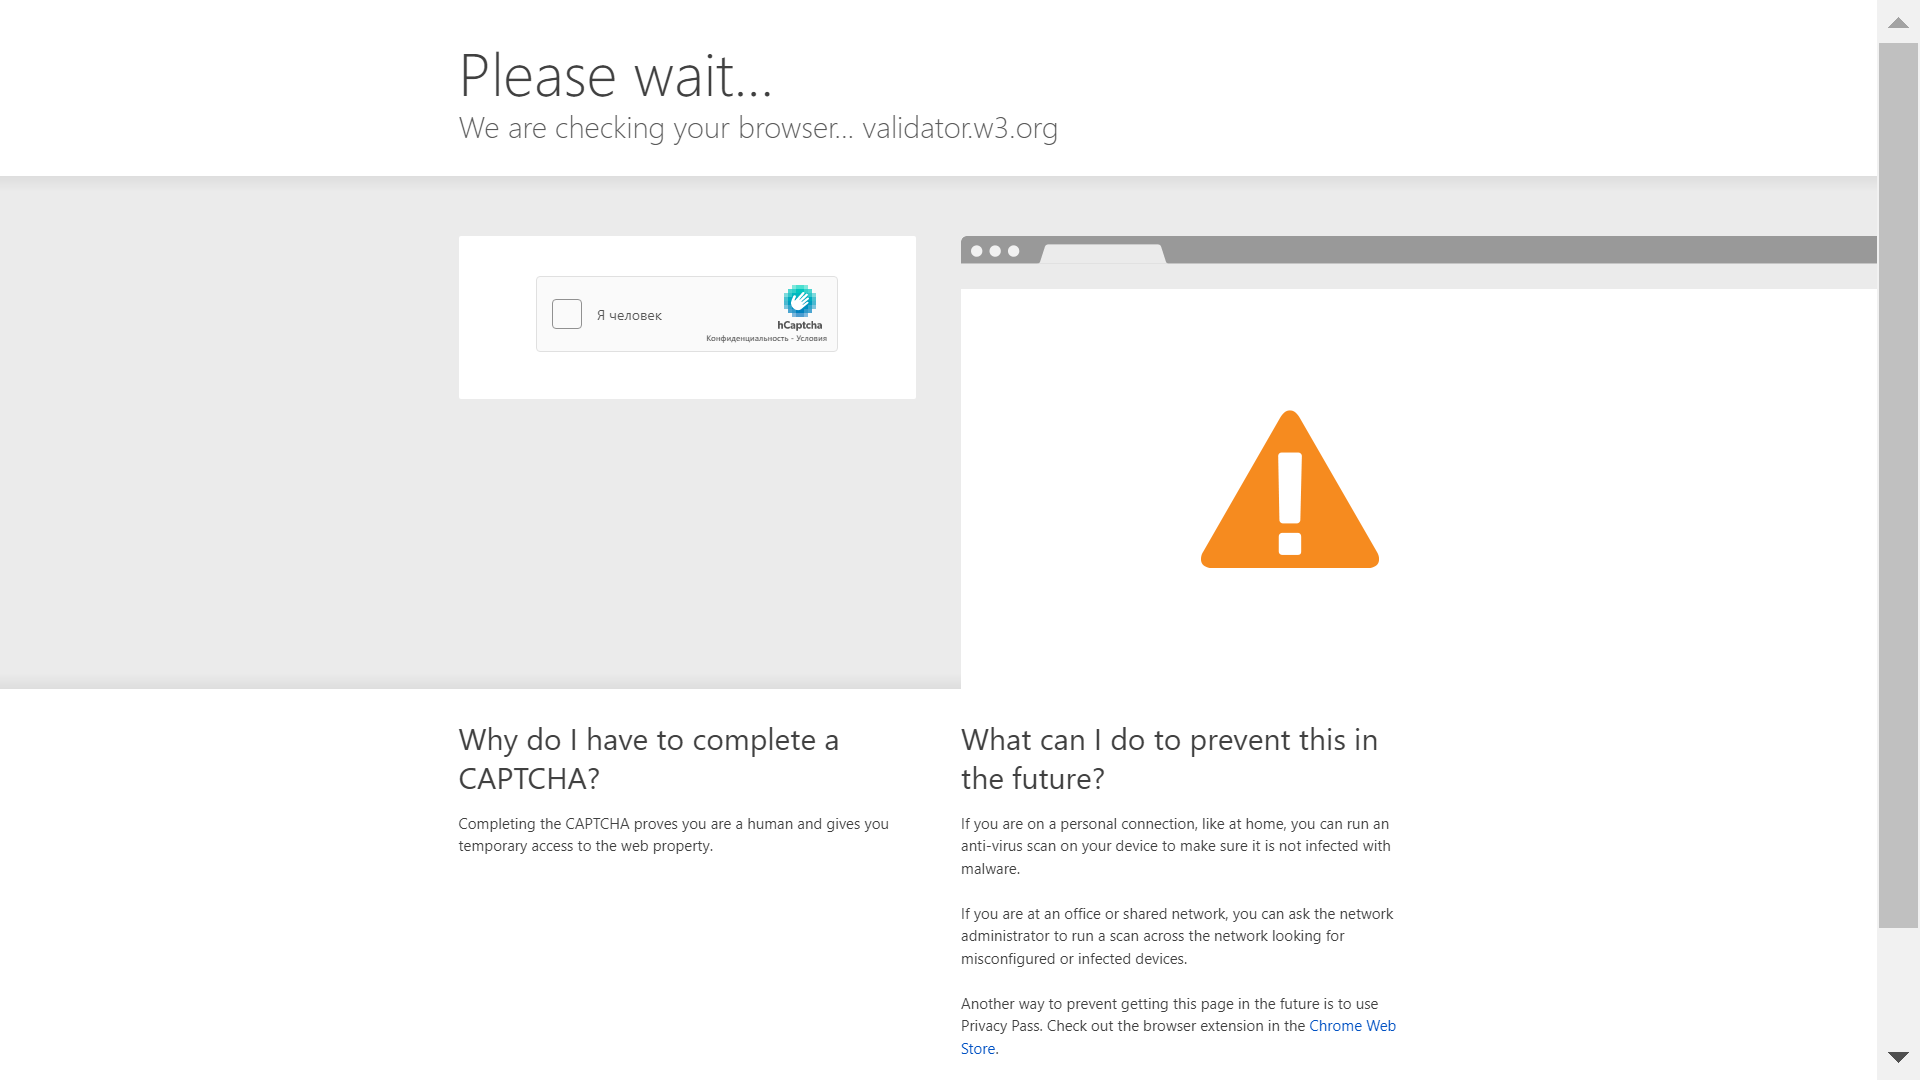 Please wait...
We are checking your browser... validator.w3.org
Я человек
hCaptcha
Конфиденциальность - Условия
Why do I have to complete a
CAPTCHA?
Completing the CAPTCHA proves you are a human and gives you
temporary access to the web property.
What can I do to prevent this in
the future?
If you are on a personal connection, like at home, you can run an
anti-virus scan on your device to make sure it is not infected with
malware.
If you are at an office or shared network, you can ask the network
administrator to run a scan across the network looking for
misconfigured or infected devices.
Another way to prevent getting this page in the future is to use
Privacy Pass. Check out the browser extension in the Chrome Web
Store.